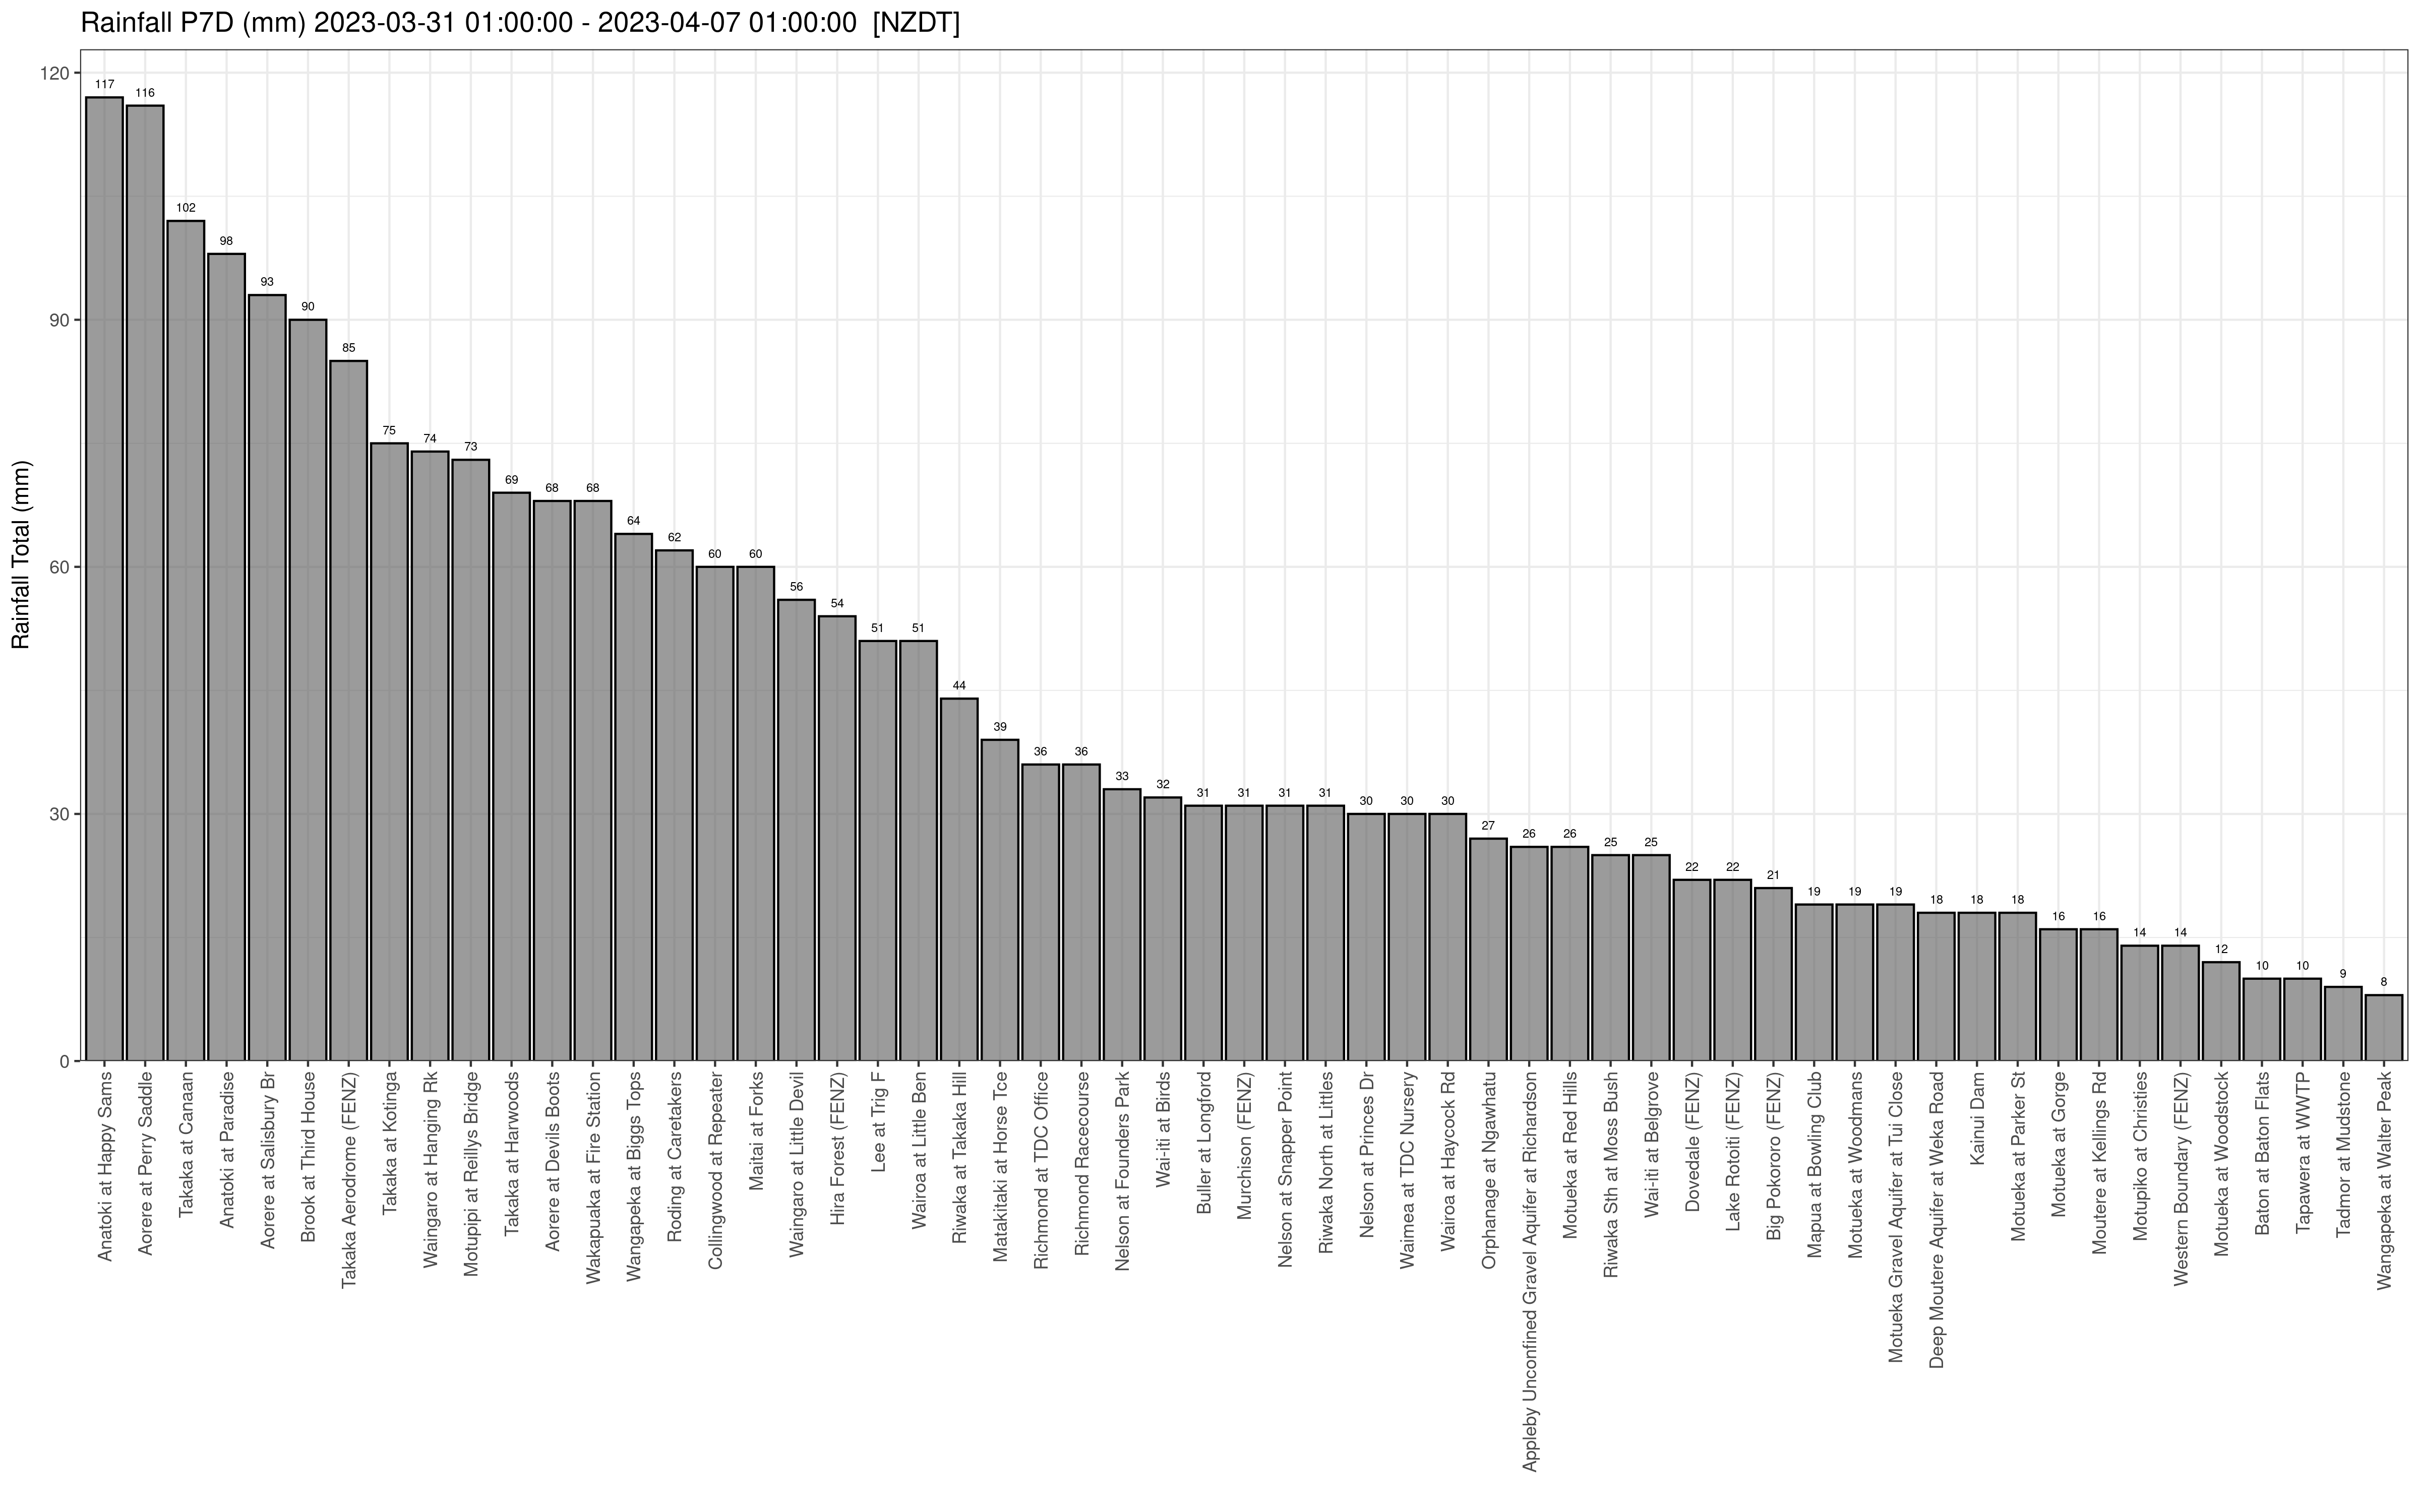 Rainfall P7D (mm) 2023-03-31 01:00:00 - 2023-04-07 01:00:00  [NZDT]
Rainfall Total (mm)
120
90
60
30
0
117
116
102
98
93
90
85
75
74
73
69
68
68
64
62
60
60
56
54
51
51
44
39
36
36
33
32
31
31
31
31
30
30
30
27
26
26
25
25
22
22
21
19
19
19
18
18
18
16
16
14
14
12
10
10
9
8
Anatoki at Happy Sams
Aorere at Perry Saddle
Takaka at Canaan
Anatoki at Paradise
Aorere at Salisbury Br
Brook at Third House
Takaka Aerodrome (FENZ)
Takaka at Kotinga
Waingaro at Hanging Rk
Motupipi at Reillys Bridge
Takaka at Harwoods
Aorere at Devils Boots
Wakapuaka at Fire Station
Wangapeka at Biggs Tops
Roding at Caretakers
Collingwood at Repeater
Maitai at Forks
Waingaro at Little Devil
Hira Forest (FENZ)
Lee at Trig F
Wairoa at Little Ben
Riwaka at Takaka Hill
Matakitaki at Horse Tce
Richmond at TDC Office
Richmond Racecourse
Nelson at Founders Park
Wai-iti at Birds
Buller at Longford
Murchison (FENZ)
Nelson at Snapper Point
Riwaka North at Littles
Nelson at Princes Dr
Waimea at TDC Nursery
Wairoa at Haycock Rd
Orphanage at Ngawhatu
Appleby Unconfined Gravel Aquifer at Richardson
Motueka at Red Hills
Riwaka Sth at Moss Bush
Wai-iti at Belgrove
Dovedale (FENZ)
Lake Rotoiti (FENZ)
Big Pokororo (FENZ)
Mapua at Bowling Club
Motueka at Woodmans
Motueka Gravel Aquifer at Tui Close
Deep Moutere Aquifer at Weka Road
Kainui Dam
Motueka at Parker St
Motueka at Gorge
Moutere at Kellings Rd
Motupiko at Christies
Western Boundary (FENZ)
Motueka at Woodstock
Baton at Baton Flats
Tapawera at WWTP
Tadmor at Mudstone
Wangapeka at Walter Peak